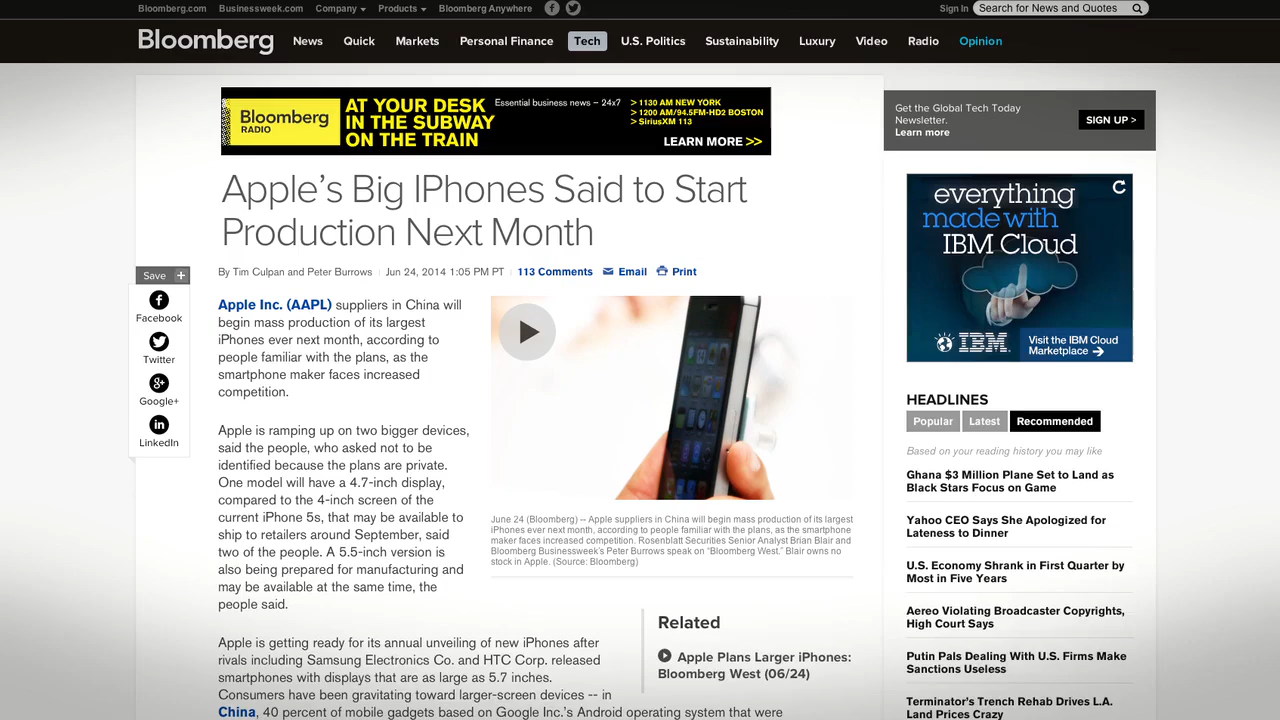 Bloomberg.com Businessweek.com Company Products Bloomberg Anywhere
Sign In Search for News and Quotes
Bloomberg News Quick Markets Personal Finance Tech U.S. Politics Sustainability Luxury Video Radio Opinion
Bloomberg
RADIO
AT YOUR DESK
IN THE SUBWAY
ON THE TRAIN
Essential business news – 24x7
> 1130 AM NEW YORK
> 1200 AM/94.5FM-HD2 BOSTON
> SiriusXM 113
LEARN MORE >>
Get the Global Tech Today
Newsletter.
Learn more
SIGN UP >
Apple’s Big IPhones Said to Start
Production Next Month
By Tim Culpan and Peter Burrows Jun 24, 2014 1:05 PM PT 113 Comments Email Print
Save +
Facebook
Twitter
Google+
LinkedIn
Apple Inc. (AAPL) suppliers in China will
begin mass production of its largest
iPhones ever next month, according to
people familiar with the plans, as the
smartphone maker faces increased
competition.
Apple is ramping up on two bigger devices,
said the people, who asked not to be
identified because the plans are private.
One model will have a 4.7-inch display,
compared to the 4-inch screen of the
current iPhone 5s, that may be available to
ship to retailers around September, said
two of the people. A 5.5-inch version is
also being prepared for manufacturing and
may be available at the same time, the
people said.
June 24 (Bloomberg) -- Apple suppliers in China will begin mass production of its largest
iPhones ever next month, according to people familiar with the plans, as the smartphone
maker faces increased competition. Rosenblatt Securities Senior Analyst Brian Blair and
Bloomberg Businessweek's Peter Burrows speak on "Bloomberg West." Blair owns no
stock in Apple. (Source: Bloomberg)
Apple is getting ready for its annual unveiling of new iPhones after
rivals including Samsung Electronics Co. and HTC Corp. released
smartphones with displays that are as large as 5.7 inches.
Consumers have been gravitating toward larger-screen devices -- in
China, 40 percent of mobile gadgets based on Google Inc.'s Android operating system that were
Related
Apple Plans Larger iPhones:
Bloomberg West (06/24)
everything
made with
IBM Cloud
IBM
Visit the IBM Cloud
Marketplace
HEADLINES
Popular Latest Recommended
Based on your reading history you may like
Ghana $3 Million Plane Set to Land as
Black Stars Focus on Game
Yahoo CEO Says She Apologized for
Lateness to Dinner
U.S. Economy Shrank in First Quarter by
Most in Five Years
Aereo Violating Broadcaster Copyrights,
High Court Says
Putin Pals Dealing With U.S. Firms Make
Sanctions Useless
Terminator's Trench Rehab Drives L.A.
Land Prices Crazy